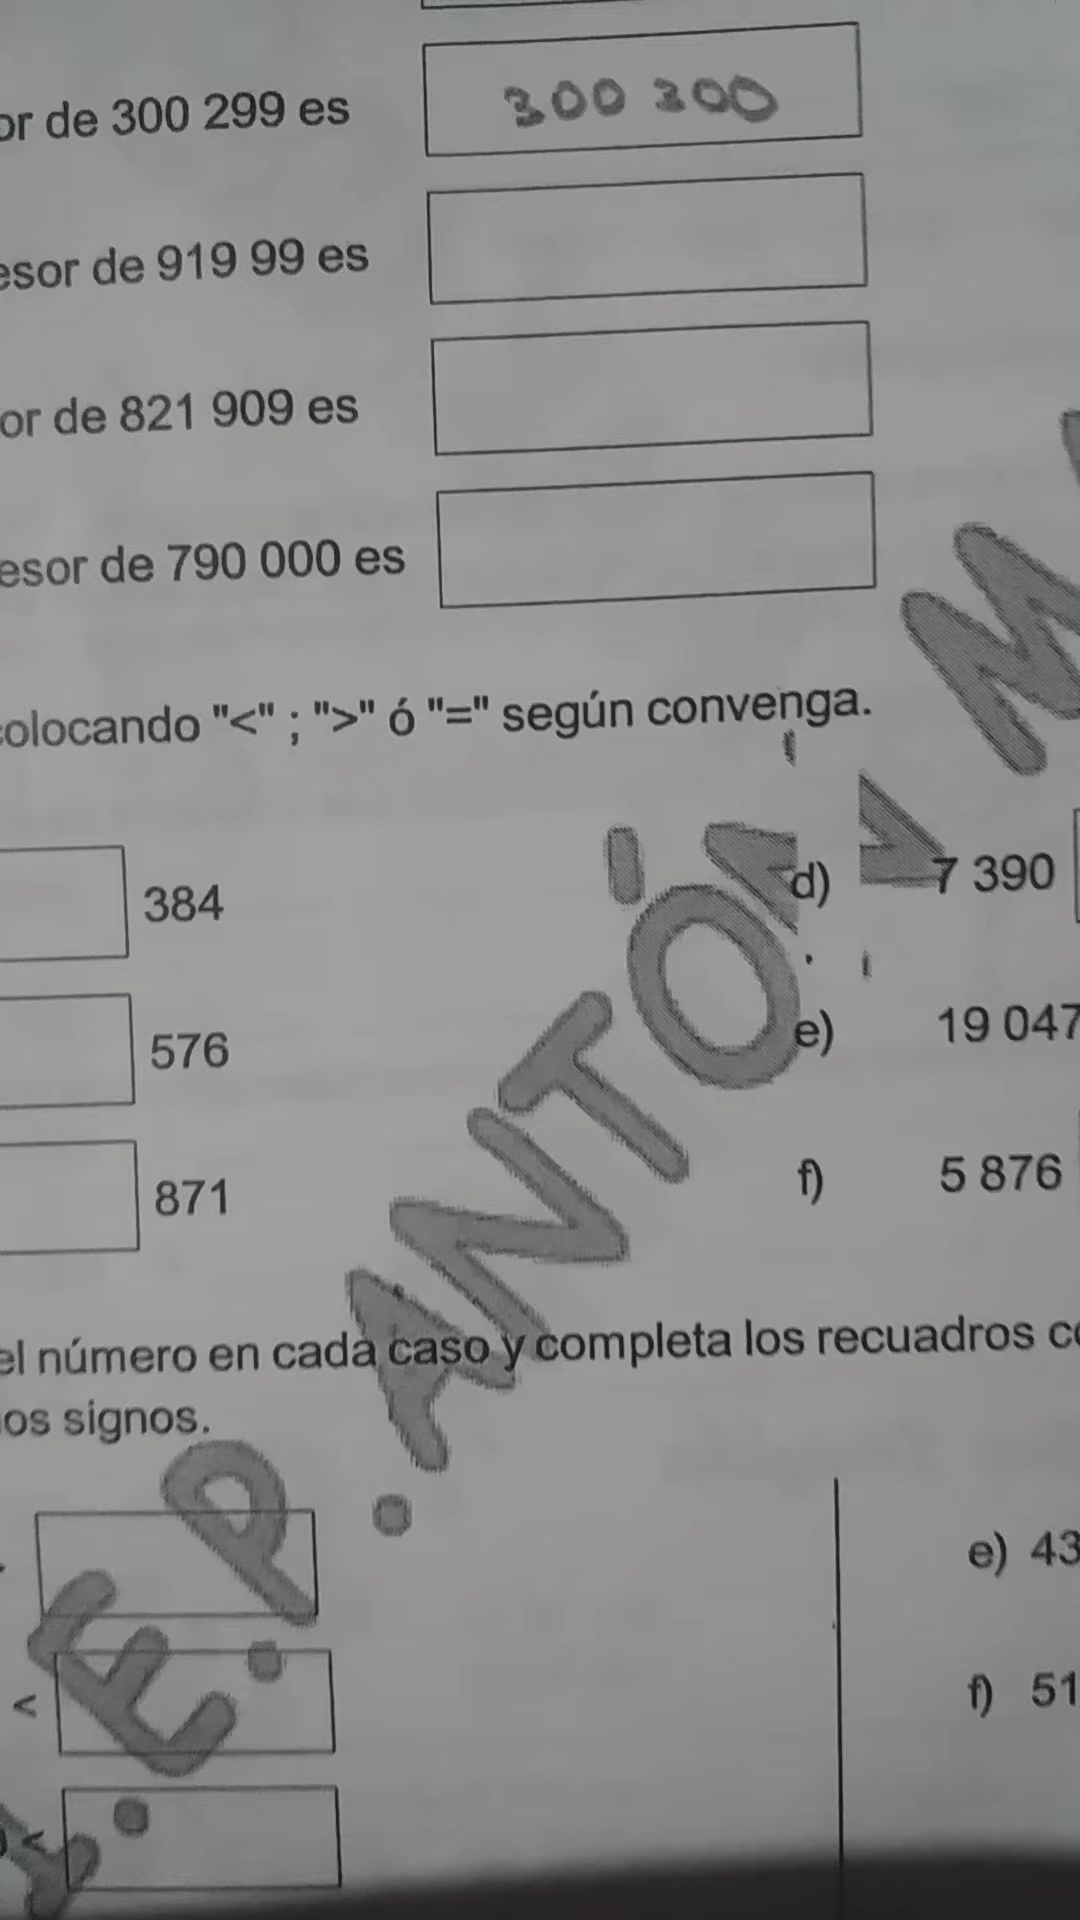 or de 300 299 es
300 300
esor de 919 99 es
or de 821 909 es
esor de 790 000 es
colocando "<" ; ">" ó "=" según convenga.
384
d) 7 390
576
e) 19 047
871
f) 5 876
el número en cada caso y completa los recuadros
os signos.
e) 43
<
f) 51
<
I.E.P. ANTÓN